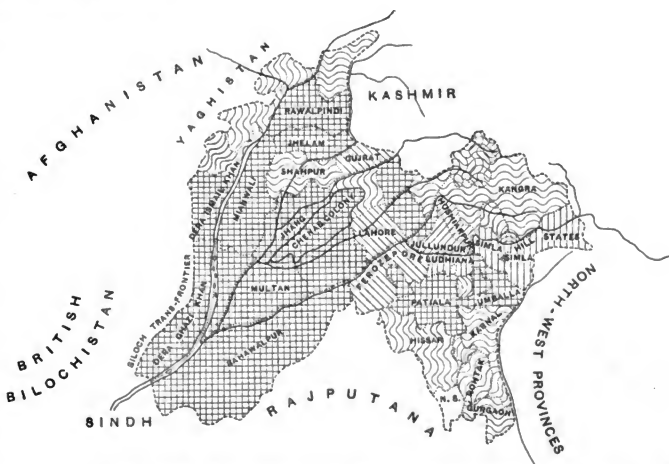 AFGHANISTAN
YAGHISTAN
KASHMIR
RAWALPINDI
JHELAM
GUJRAT
SHAHPUR
DERA ISMAIL KHAN
MIANWALI
JHANG
CHENAB COLONY
LAHORE
KANGRA
HOSHIARPUR
JULLUNDUR
SIMLA HILL STATES
SIMLA
LUDHIANA
FEROZEPORE
MULTAN
PATIALA
UMBALLA
BILOCH TRANS-FRONTIER
DERA GHAZI KHAN
KARNAL
BAHAWALPUR
HISSAR
ROHTAK
N. S.
GURGAON
BRITISH
BILOCHISTAN
SINDH
RAJPUTANA
NORTH-WEST PROVINCES